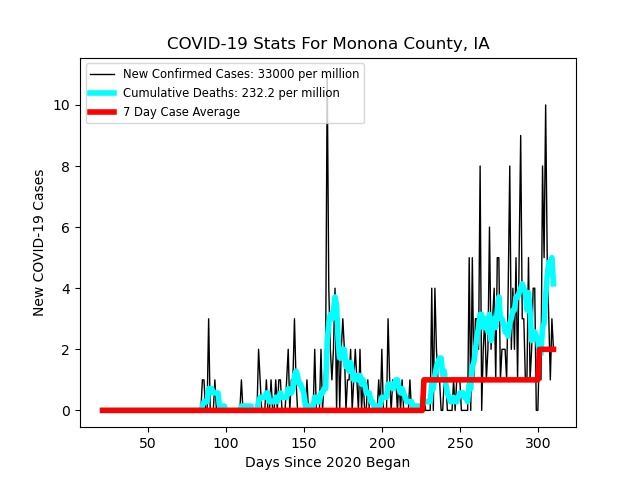 COVID-19 Stats For Monona County, IA
New Confirmed Cases: 33000 per million
Cumulative Deaths: 232.2 per million
7 Day Case Average
New COVID-19 Cases
10
8
6
4
2
0
50 100 150 200 250 300
Days Since 2020 Began